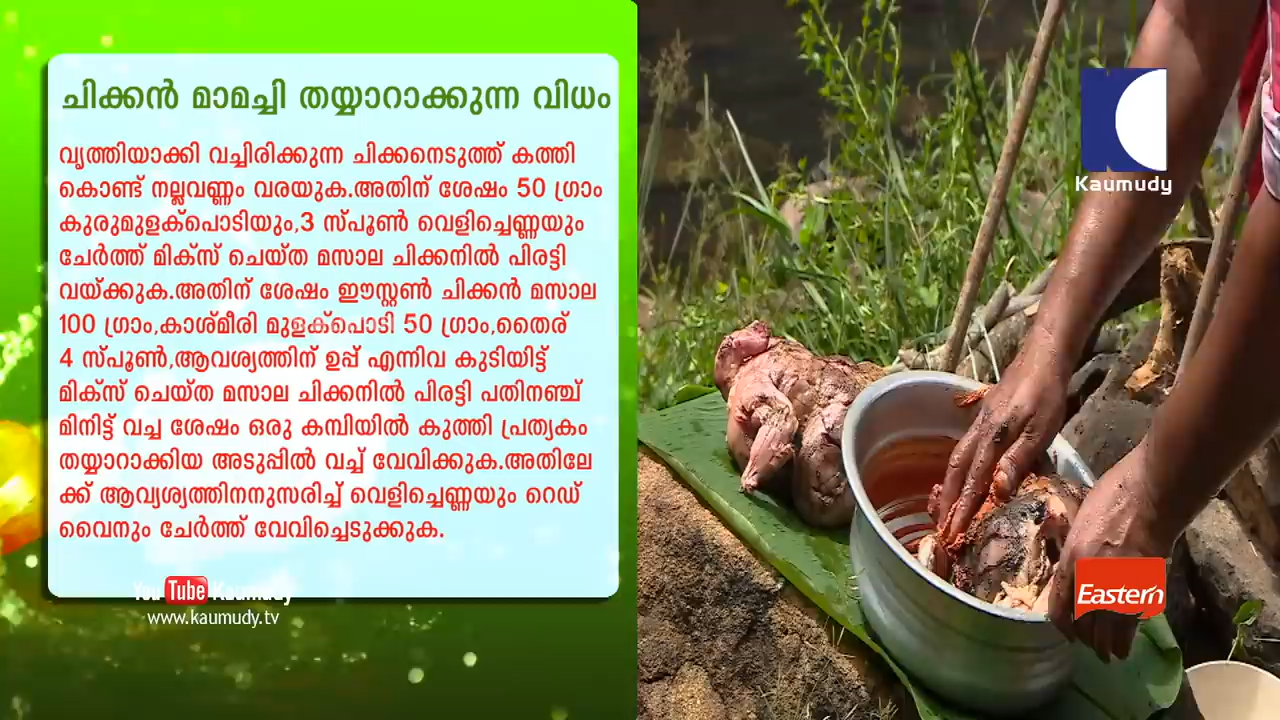 ചിക്കൻ മാമച്ചി തയ്യാറാക്കുന്ന വിധം
വൃത്തിയാക്കി വച്ചിരിക്കുന്ന ചിക്കനെടുത്ത് കത്തി
കൊണ്ട് നല്ലവണ്ണം വരയുക.അതിന് ശേഷം 50 ഗ്രാം
കുരുമുളക്പൊടിയും,3 സ്പൂൺ വെളിച്ചെണ്ണയും
ചേർത്ത് മിക്സ് ചെയ്ത മസാല ചിക്കനിൽ പിരട്ടി
വയ്ക്കുക.അതിന് ശേഷം ഈസ്റ്റൺ ചിക്കൻ മസാല
100 ഗ്രാം,കാശ്മീരി മുളക്പൊടി 50 ഗ്രാം,തൈര്
4 സ്പൂൺ,ആവശ്യത്തിന് ഉപ്പ് എന്നിവ കുടിയിട്ട്
മിക്സ് ചെയ്ത മസാല ചിക്കനിൽ പിരട്ടി പതിനഞ്ച്
മിനിട്ട് വച്ച ശേഷം ഒരു കമ്പിയിൽ കുത്തി പ്രത്യകം
തയ്യാറാക്കിയ അടുപ്പിൽ വച്ച് വേവിക്കുക.അതിലേ
ക്ക് ആവ്യശ്യത്തിനനുസരിച്ച് വെളിച്ചെണ്ണയും റെഡ്
വൈനും ചേർത്ത് വേവിച്ചെടുക്കുക.
You Tube Kaumudy
www.kaumudy.tv
Kaumudy
Eastern